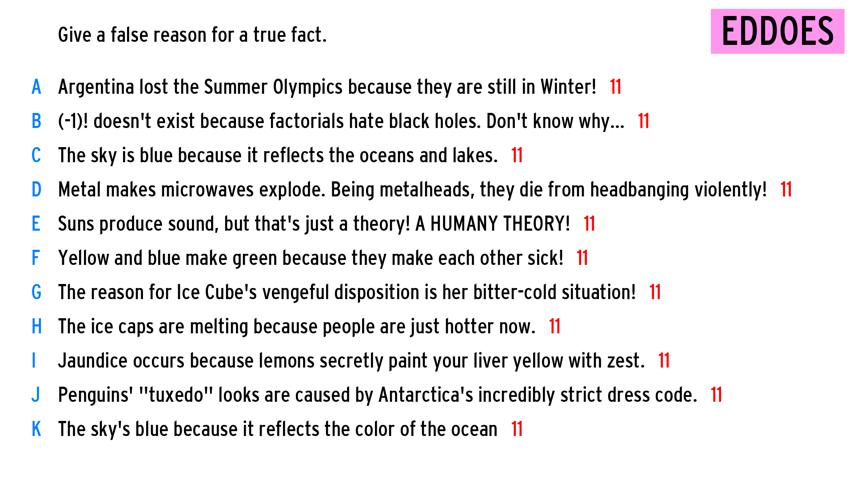 Give a false reason for a true fact.
EDDOES
A Argentina lost the Summer Olympics because they are still in Winter! 11
B (-1)! doesn't exist because factorials hate black holes. Don't know why... 11
C The sky is blue because it reflects the oceans and lakes. 11
D Metal makes microwaves explode. Being metalheads, they die from headbanging violently! 11
E Suns produce sound, but that's just a theory! A HUMANY THEORY! 11
F Yellow and blue make green because they make each other sick! 11
G The reason for Ice Cube's vengeful disposition is her bitter-cold situation! 11
H The ice caps are melting because people are just hotter now. 11
I Jaundice occurs because lemons secretly paint your liver yellow with zest. 11
J Penguins' "tuxedo" looks are caused by Antarctica's incredibly strict dress code. 11
K The sky's blue because it reflects the color of the ocean 11